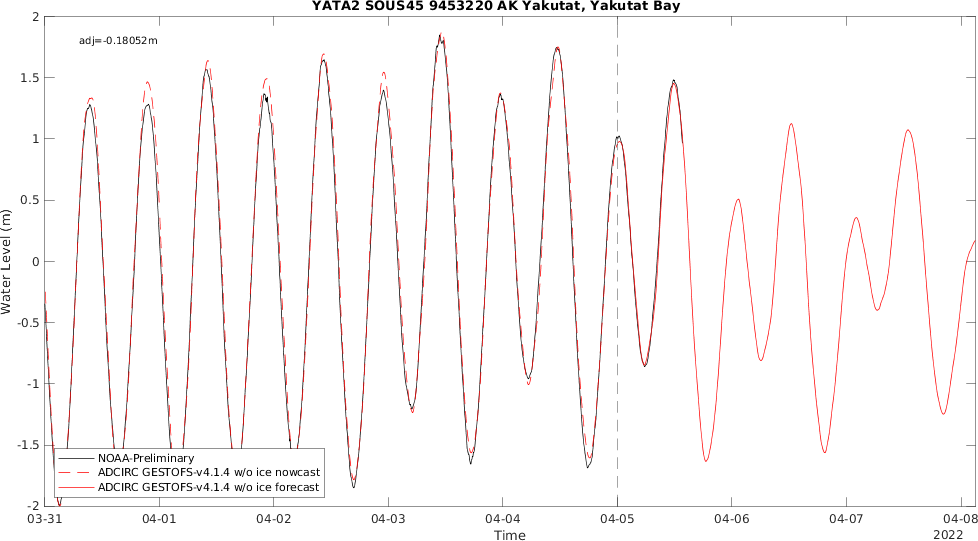 YATA2 SOUS45 9453220 AK Yakutat, Yakutat Bay
adj=-0.18052m
2
1.5
1
0.5
0
-0.5
-1
-1.5
-2
Water Level (m)
NOAA-Preliminary
ADCIRC GESTOFS-v4.1.4 w/o ice nowcast
ADCIRC GESTOFS-v4.1.4 w/o ice forecast
03-31 04-01 04-02 04-03 04-04 04-05 04-06 04-07 04-08
Time
2022